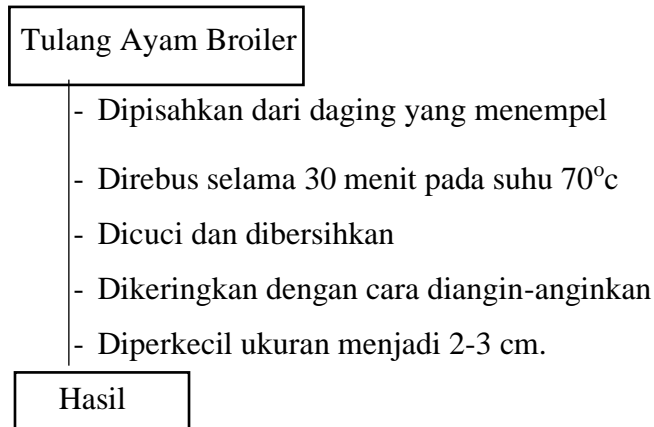 Tulang Ayam Broiler
- Dipisahkan dari daging yang menempel
- Direbus selama 30 menit pada suhu 70°c
- Dicuci dan dibersihkan
- Dikeringkan dengan cara diangin-anginkan
- Diperkecil ukuran menjadi 2-3 cm.
Hasil